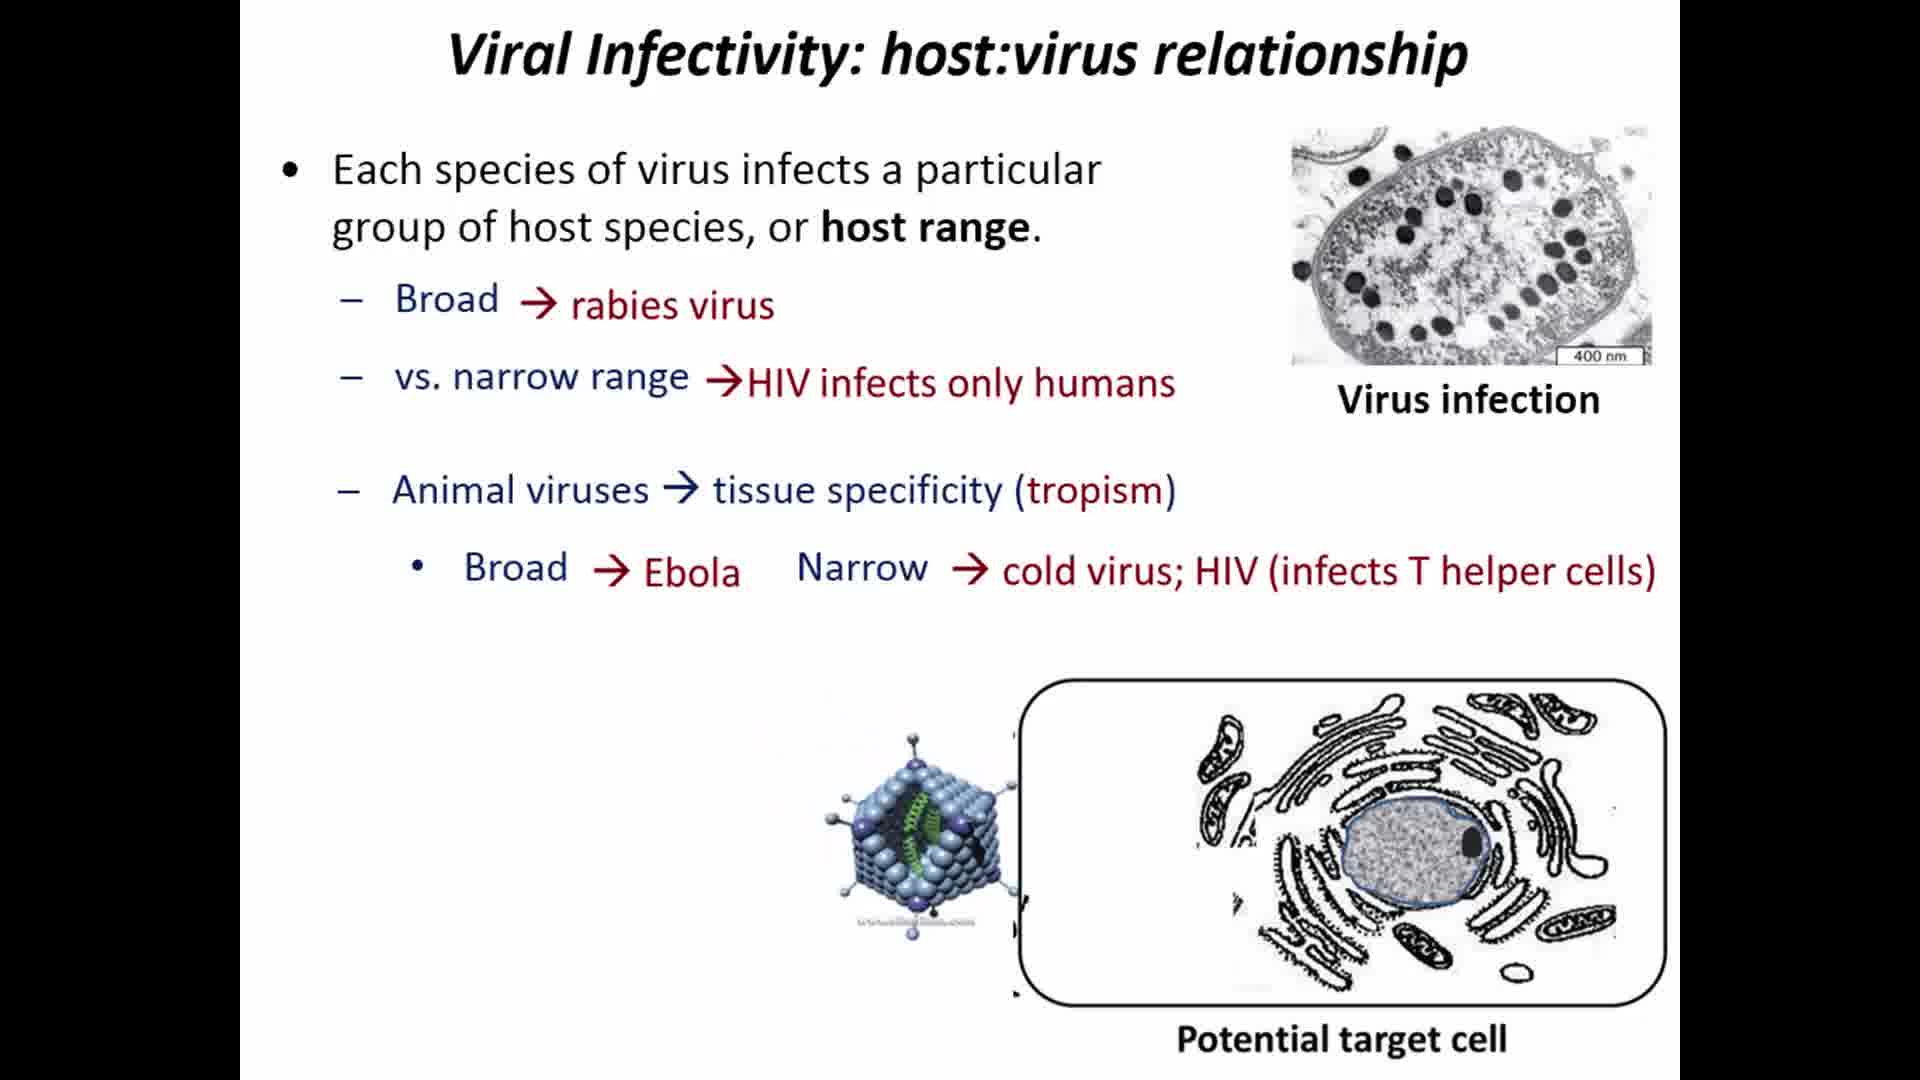 Viral Infectivity: host:virus relationship
• Each species of virus infects a particular
group of host species, or host range.
– Broad → rabies virus
– vs. narrow range →HIV infects only humans
– Animal viruses → tissue specificity (tropism)
• Broad → Ebola Narrow → cold virus; HIV (infects T helper cells)
400 nm
Virus infection
Potential target cell